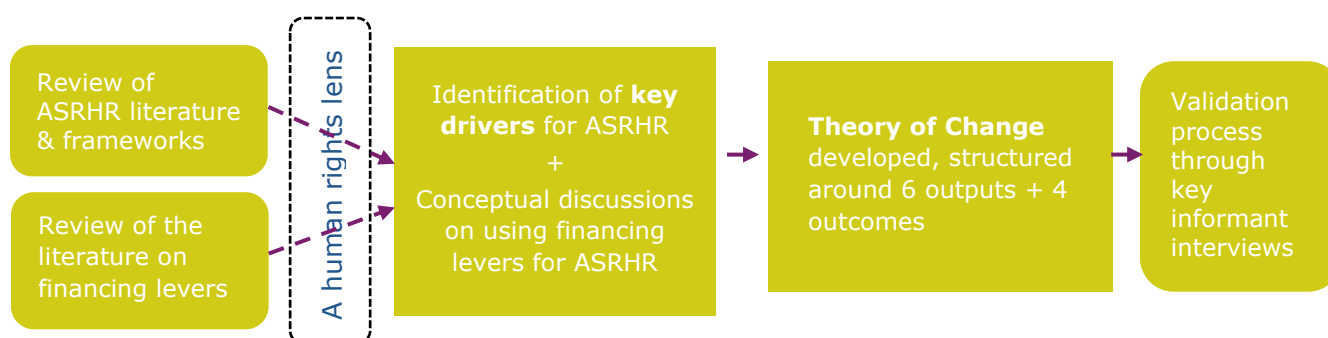 Review of
ASRHR literature
& frameworks
Review of the
literature on
financing levers
A human rights lens
Identification of key
drivers for ASRHR
+
Conceptual discussions
on using financing
levers for ASRHR
Theory of Change
developed, structured
around 6 outputs + 4
outcomes
Validation
process
through
key
informant
interviews